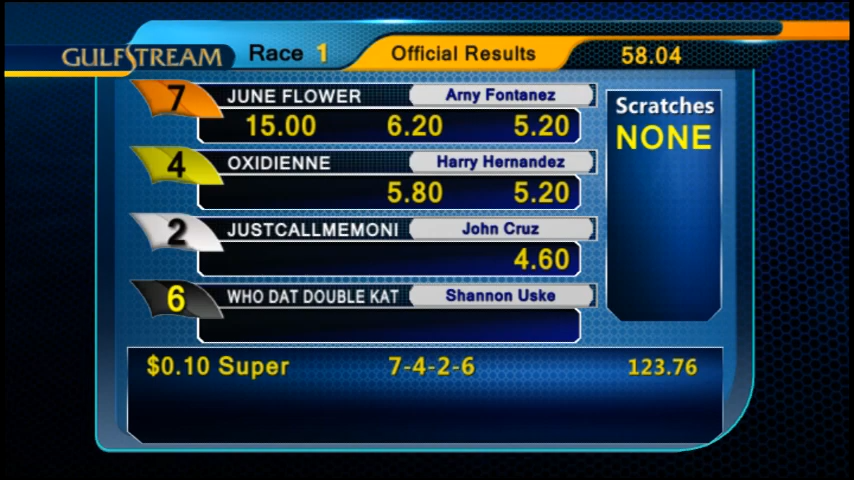 GULFSTREAM Race 1 Official Results 58.04
7 JUNE FLOWER Arny Fontanez
15.00 6.20 5.20
4 OXIDIENNE Harry Hernandez
5.80 5.20
2 JUSTCALLMEMONI John Cruz
4.60
6 WHO DAT DOUBLE KAT Shannon Uske
Scratches
NONE
$0.10 Super 7-4-2-6 123.76